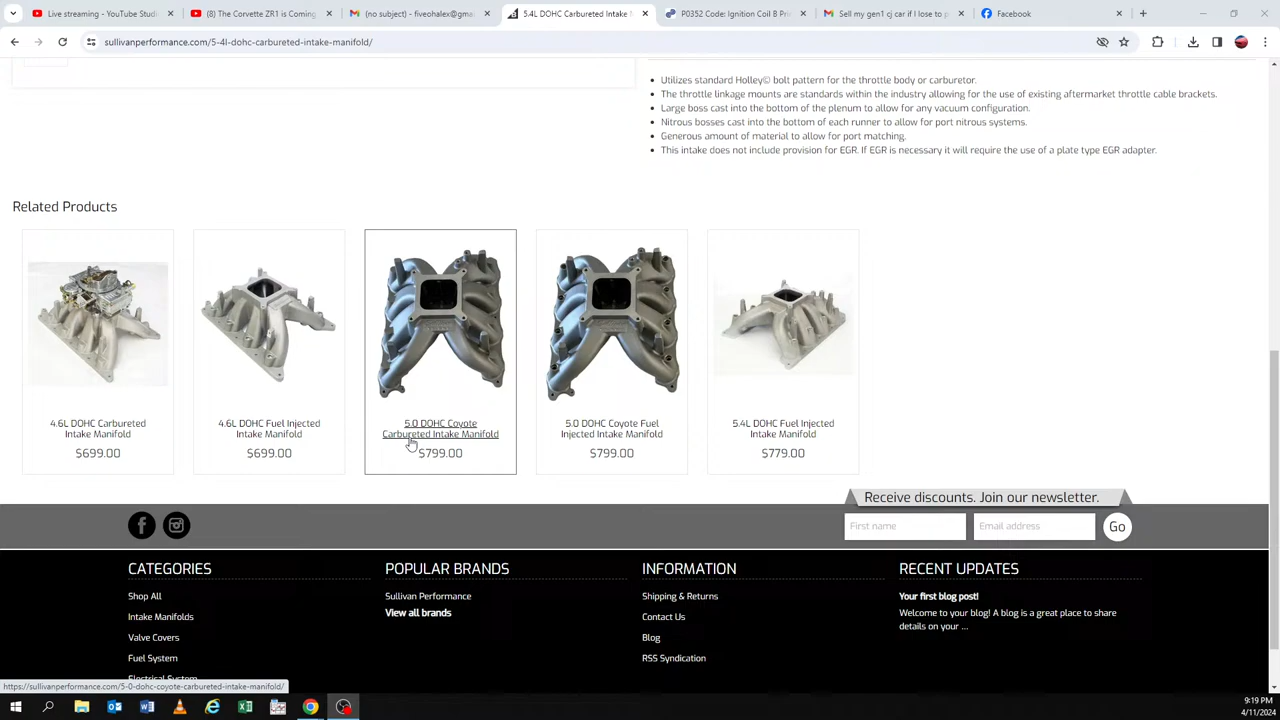 Live streaming - YouTube Studi
(8) The Corvette ZR1 is Coming
(no subject) - fiveohalex@gmai
5.4L DOHC Carbureted Intake M
P0352 Code: Ignition Coil B Pri
Sell my gen1 cj car if I lose to p
Facebook
sullivanperformance.com/5-4l-dohc-carbureted-intake-manifold/
Utilizes standard Holley© bolt pattern for the throttle body or carburetor.
The throttle linkage mounts are standards within the industry allowing for the use of existing aftermarket throttle cable brackets.
Large boss cast into the bottom of the plenum to allow for any vacuum configuration.
Nitrous bosses cast into the bottom of each runner to allow for port nitrous systems.
Generous amount of material to allow for port matching.
This intake does not include provision for EGR. If EGR is necessary it will require the use of a plate type EGR adapter.
Related Products
4.6L DOHC Carbureted
Intake Manifold
$699.00
4.6L DOHC Fuel Injected
Intake Manifold
$699.00
5.0 DOHC Coyote
Carbureted Intake Manifold
$799.00
5.0 DOHC Coyote Fuel
Injected Intake Manifold
$799.00
5.4L DOHC Fuel Injected
Intake Manifold
$779.00
Receive discounts. Join our newsletter.
First name
Email address
Go
CATEGORIES
Shop All
Intake Manifolds
Valve Covers
Fuel System
Electrical System
POPULAR BRANDS
Sullivan Performance
View all brands
INFORMATION
Shipping & Returns
Contact Us
Blog
RSS Syndication
RECENT UPDATES
Your first blog post!
Welcome to your blog! A blog is a great place to share
details on your ...
https://sullivanperformance.com/5-0-dohc-coyote-carbureted-intake-manifold/
9:19 PM
4/11/2024